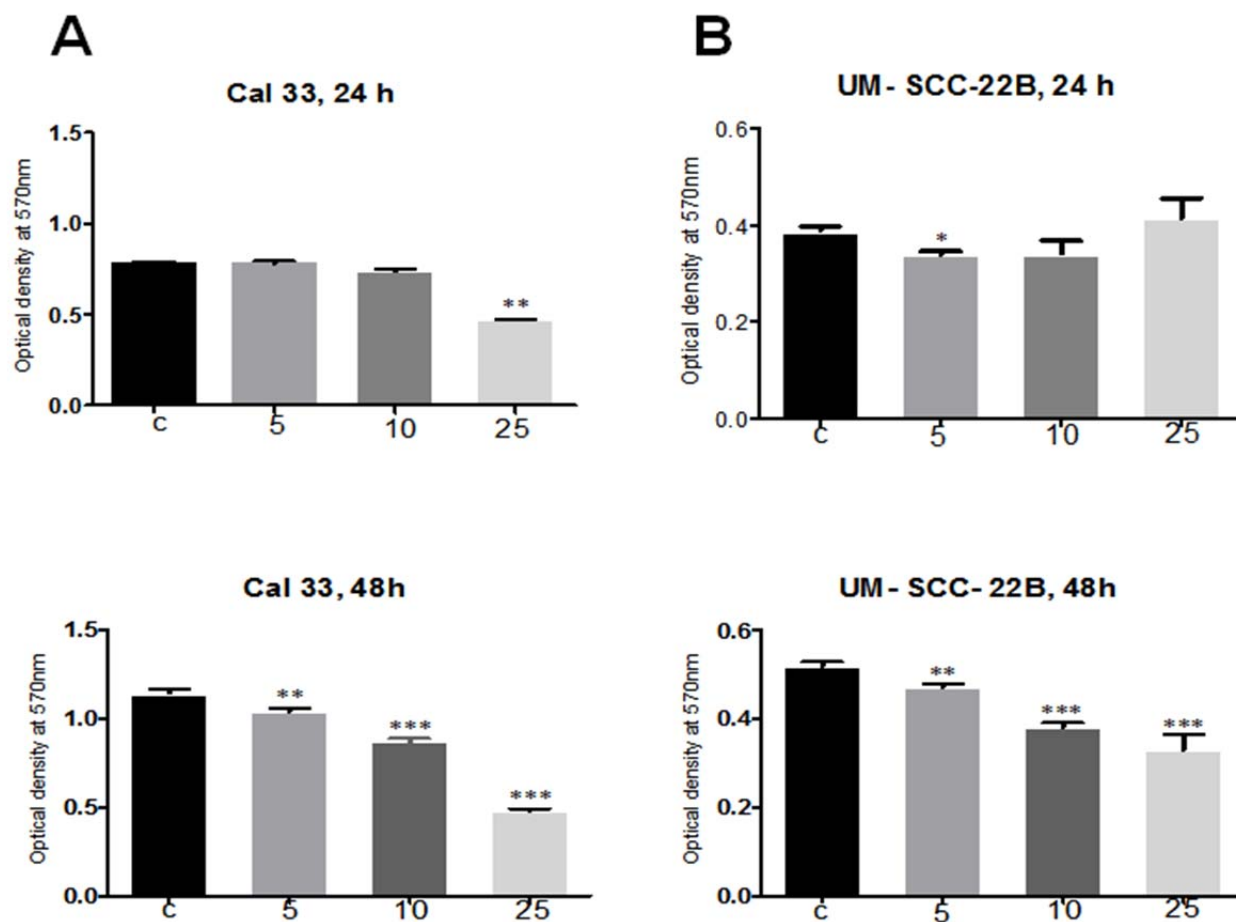 A
B
Cal 33, 24 h
Optical density at 570nm
1.5
1.0
0.5
0.0
**
c 5 10 25
UM- SCC-22B, 24 h
Optical density at 570nm
0.6
0.4
0.2
0.0
*
c 5 10 25
Cal 33, 48h
Optical density at 570nm
1.5
1.0
0.5
0.0
**
***
***
c 5 10 25
UM- SCC- 22B, 48h
Optical density at 570nm
0.6
0.4
0.2
0.0
**
***
***
c 5 10 25